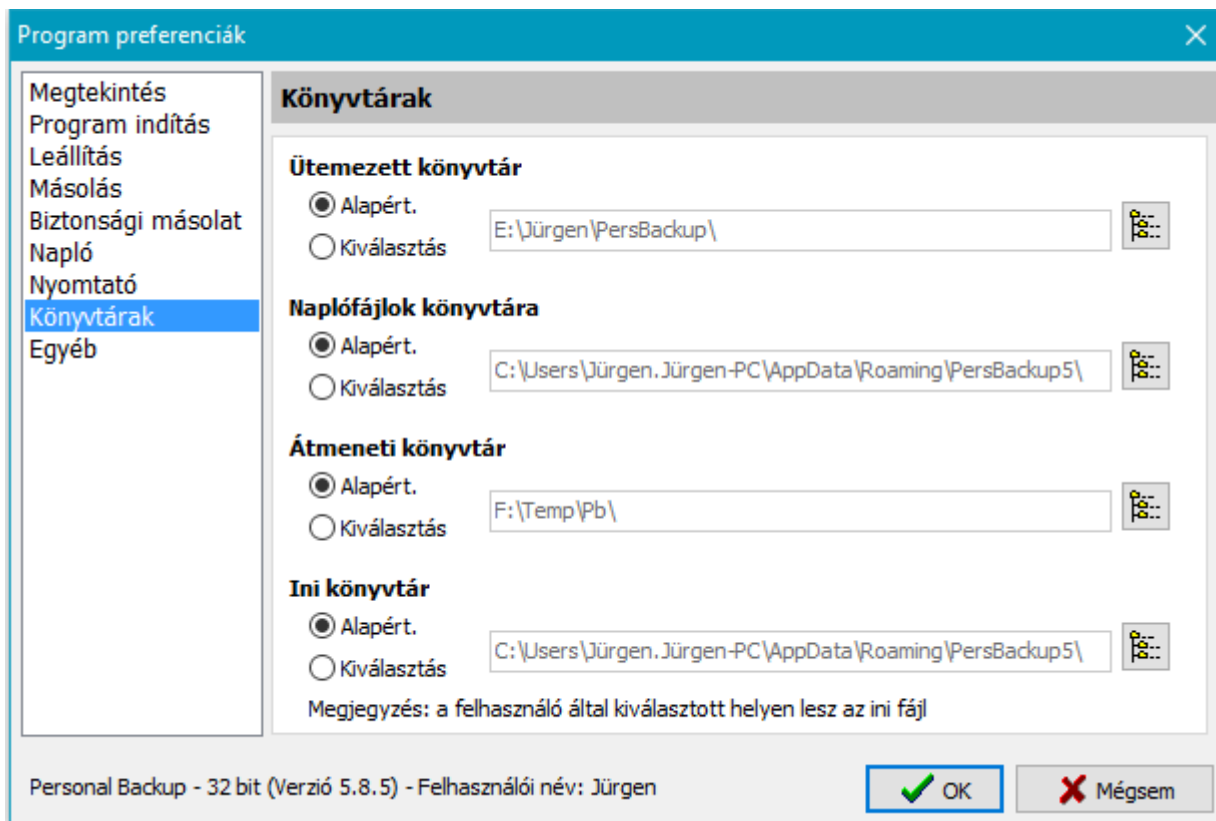 Program preferenciák
Megtekintés
Program indítás
Leállítás
Másolás
Biztonsági másolat
Napló
Nyomtató
Könyvtárak
Egyéb
Könyvtárak
Ütemezett könyvtár
Alapért.
Kiválasztás
E:\Jürgen\PersBackup\
Naplófájlok könyvtára
Alapért.
Kiválasztás
C:\Users\Jürgen.Jürgen-PC\AppData\Roaming\PersBackup5\
Átmeneti könyvtár
Alapért.
Kiválasztás
F:\Temp\Pb\
Ini könyvtár
Alapért.
Kiválasztás
C:\Users\Jürgen.Jürgen-PC\AppData\Roaming\PersBackup5\
Megjegyzés: a felhasználó által kiválasztott helyen lesz az ini fájl
Personal Backup - 32 bit (Verzió 5.8.5) - Felhasználói név: Jürgen
OK
Mégsem